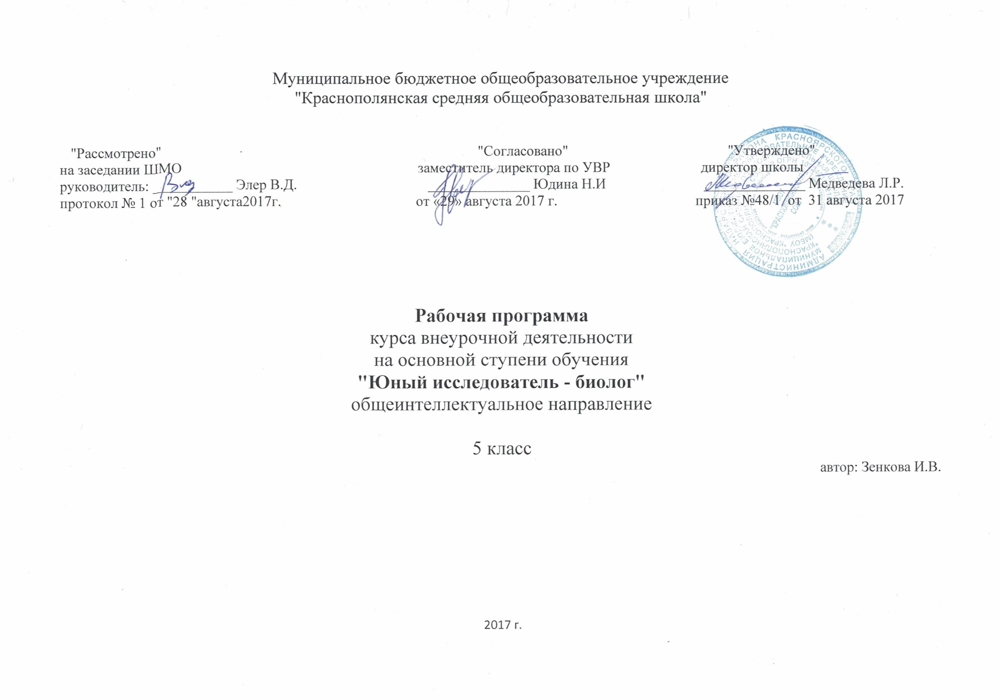 Муниципальное бюджетное общеобразовательное учреждение
"Краснополянская средняя общеобразовательная школа"
"Рассмотрено"
на заседании ШМО
руководитель: ___________ Элер В.Д.
протокол № 1 от "28 "августа2017г.
"Согласовано"
заместитель директора по УВР
______________ Юдина Н.И
от «29» августа 2017 г.
"Утверждено"
директор школы
______________ Медведева Л.Р.
приказ №48/1 от 31 августа 2017
КРАСНОЯРСКОГО
АДМИНИСТРАЦИЯ
МУНИЦИПАЛЬНОЕ
Рабочая программа
курса внеурочной деятельности
на основной ступени обучения
"Юный исследователь - биолог"
общеинтеллектуальное направление
5 класс
автор: Зенкова И.В.
2017 г.